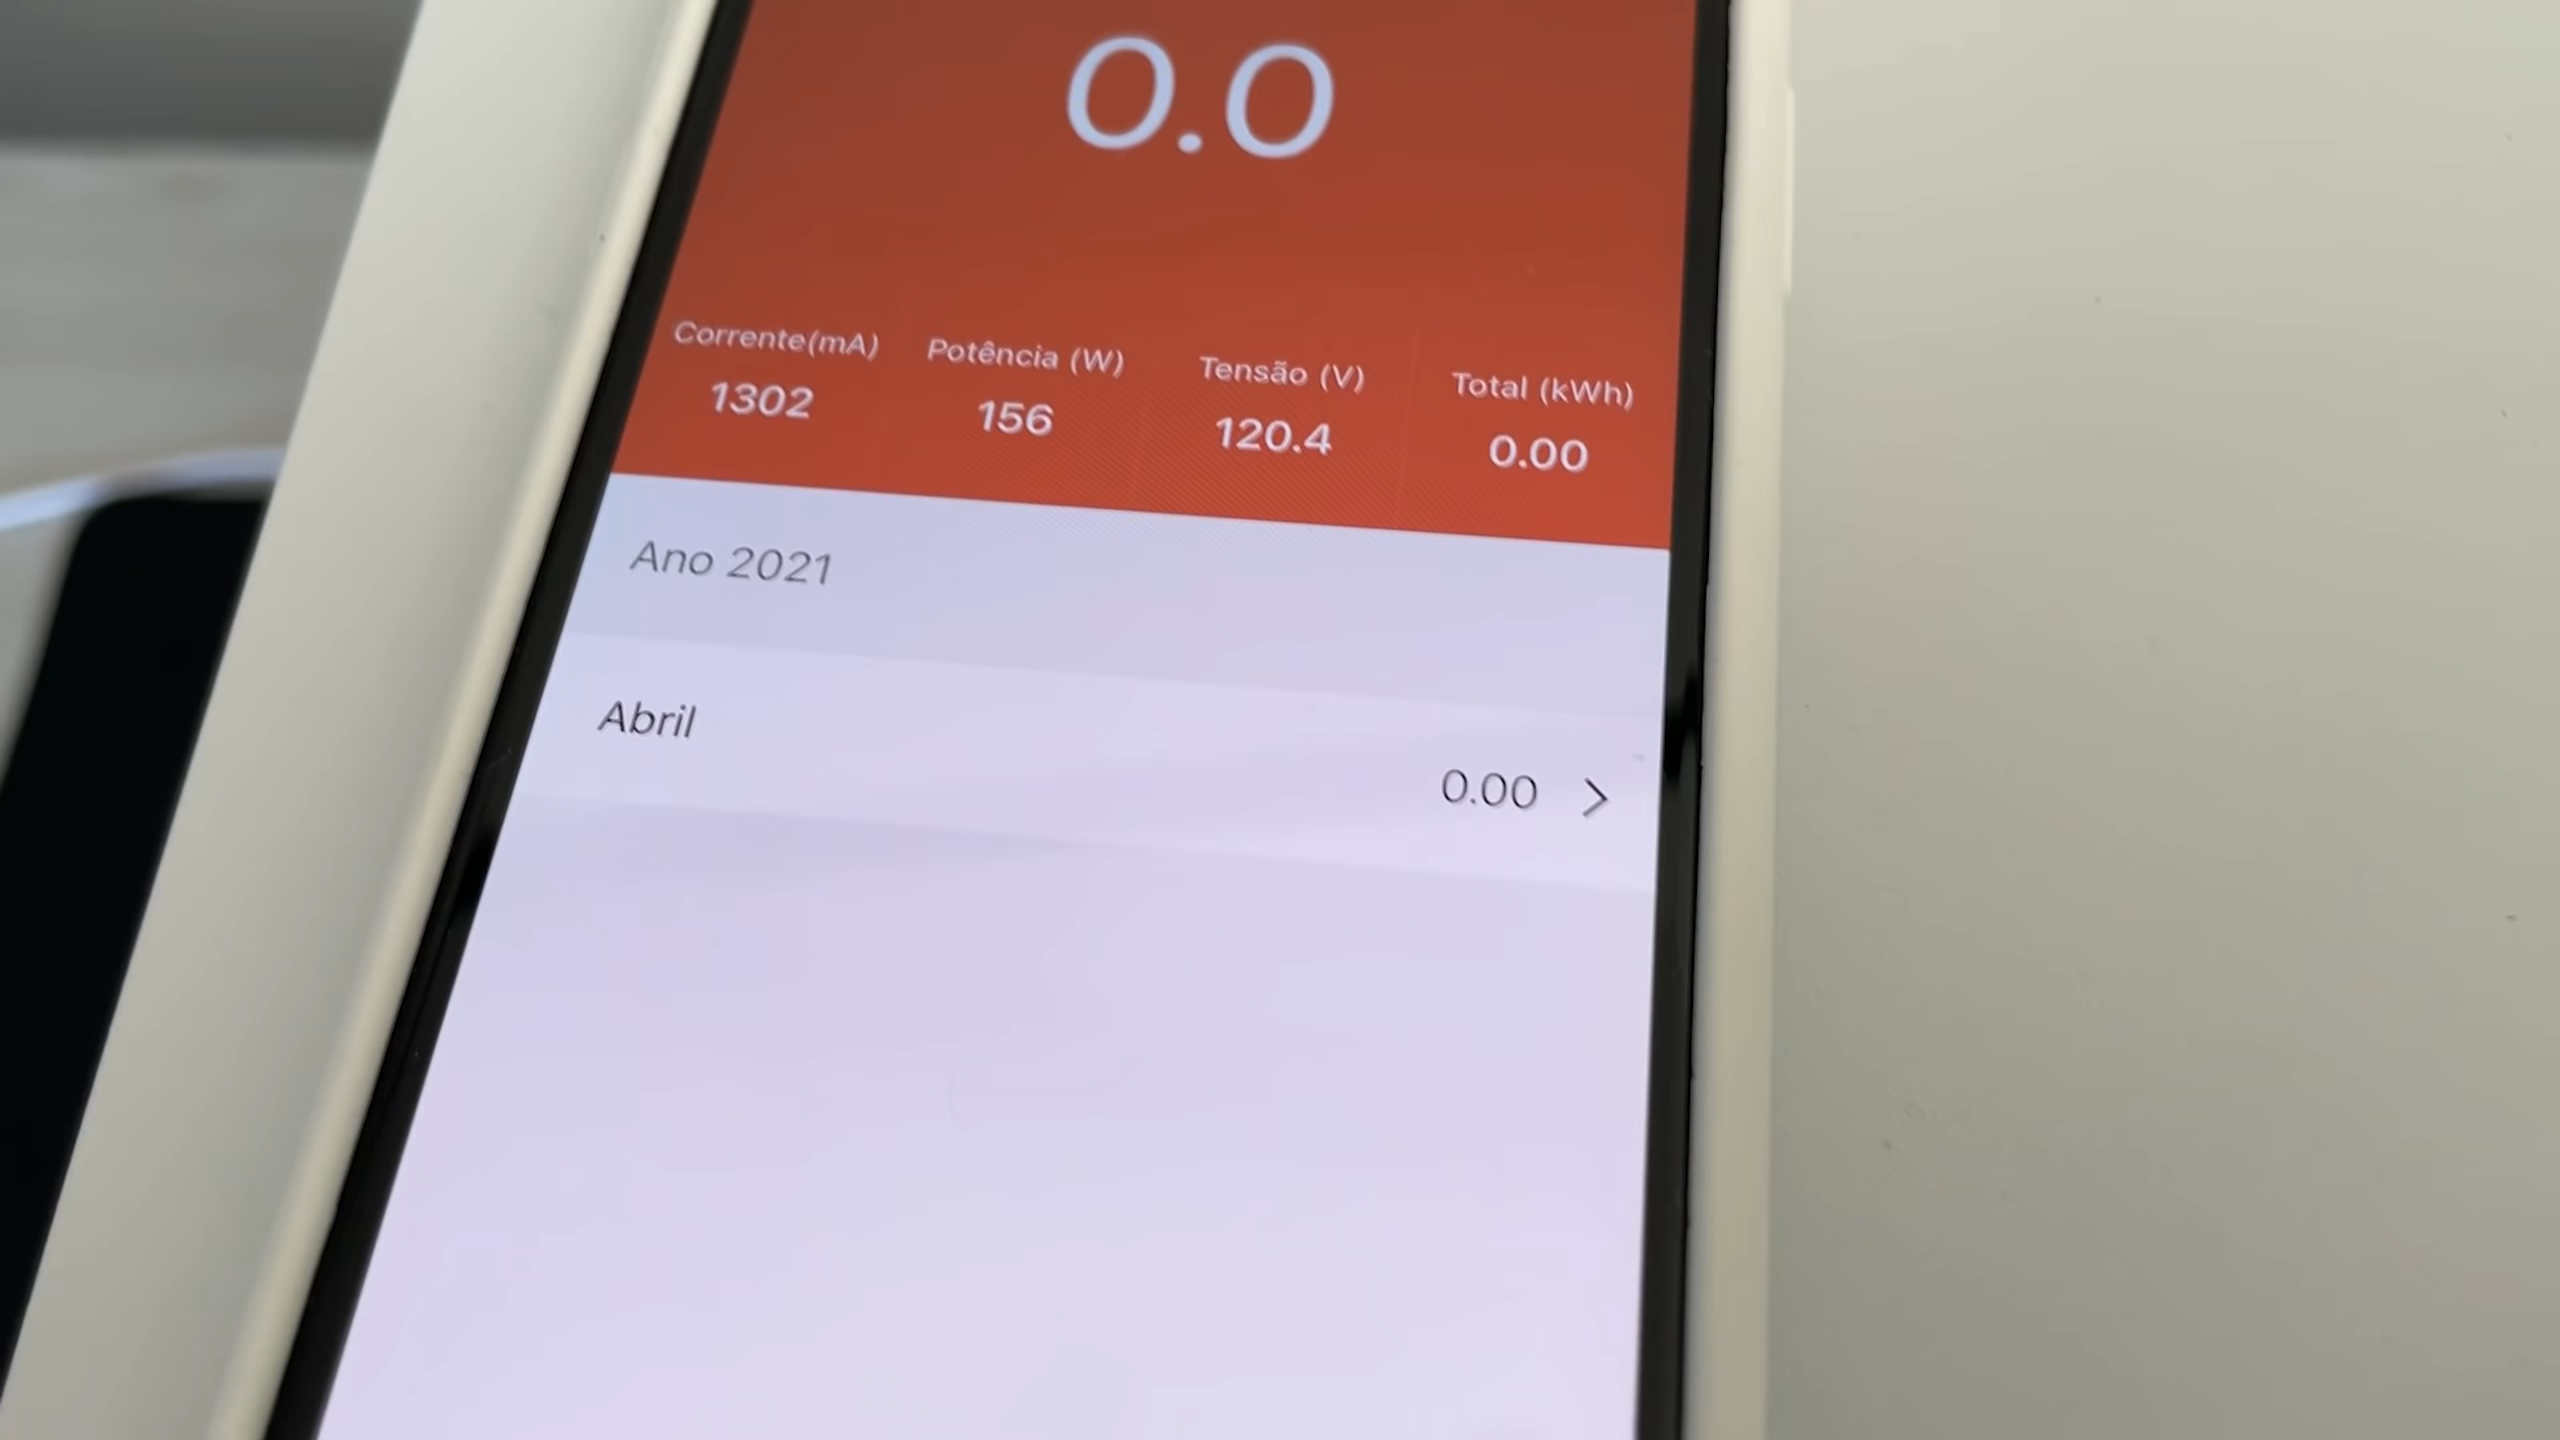 0.0
Corrente(mA) Potência (W) Tensão (V) Total (kWh)
1302 156 120.4 0.00
Ano 2021
Abril
0.00 >